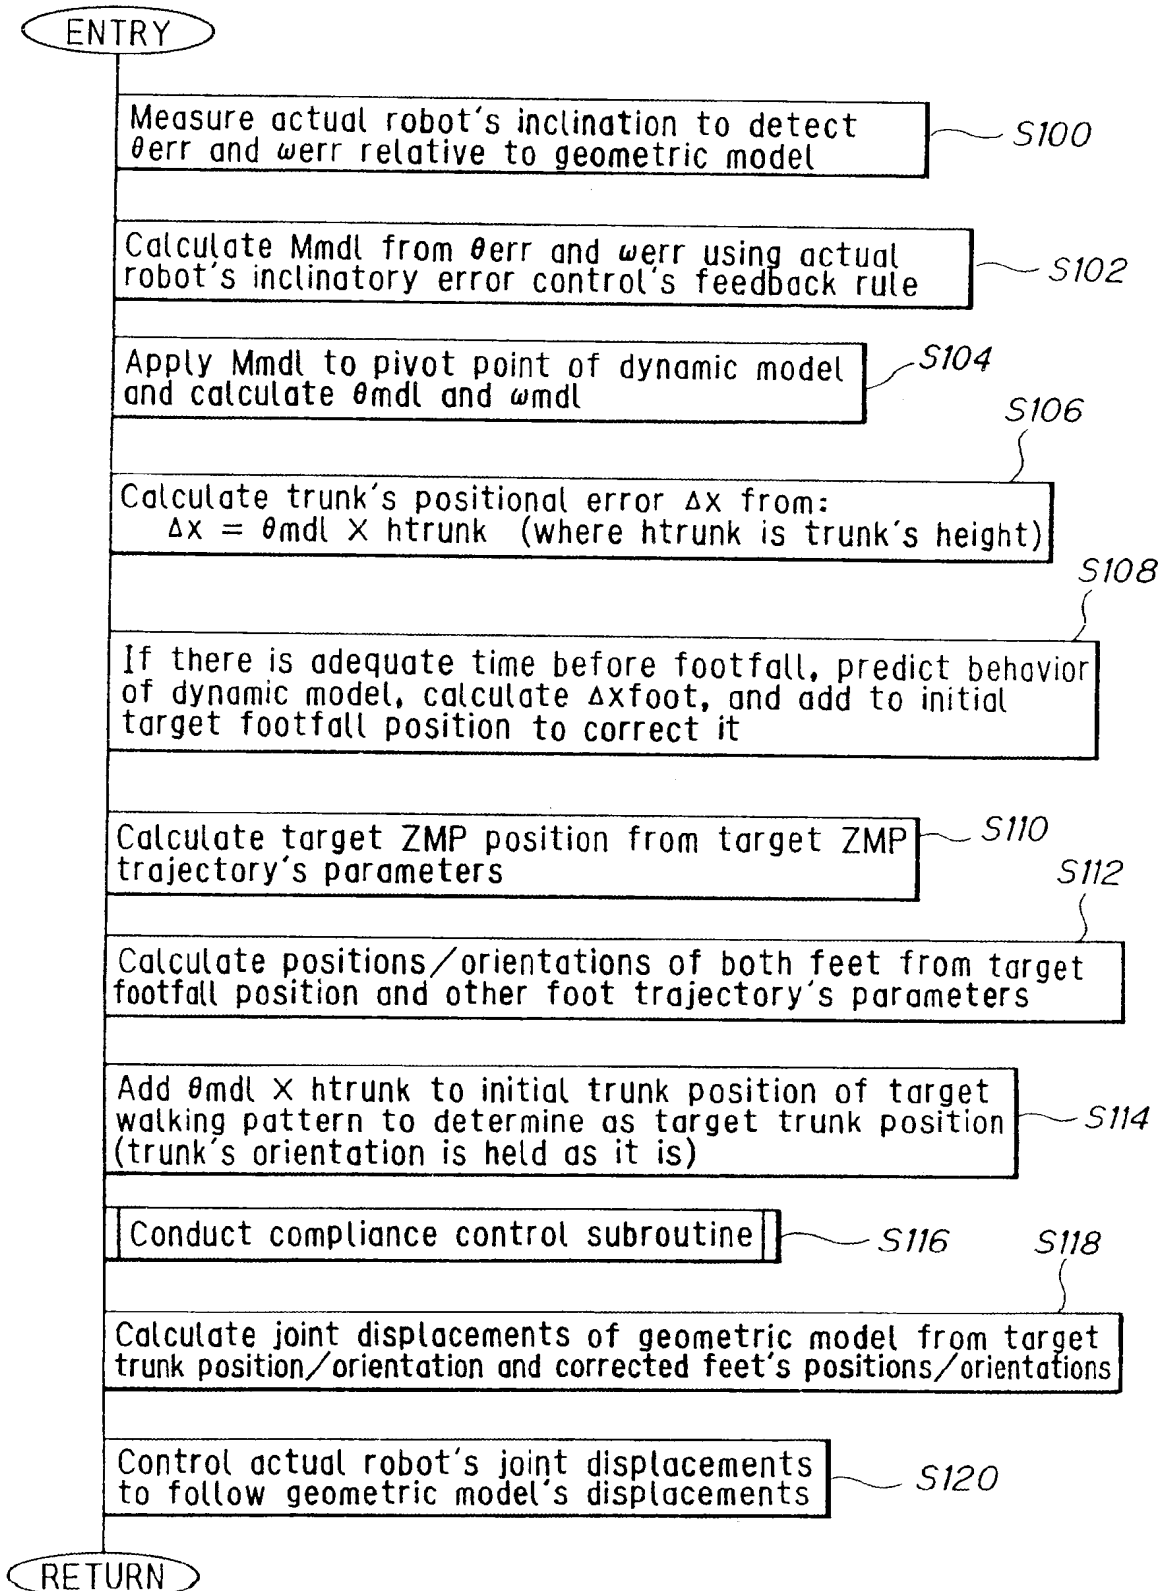 ENTRY
Measure actual robot's inclination to detect
θerr and ωerr relative to geometric model
S100
Calculate Mmdl from θerr and ωerr using actual
robot's inclinatory error control's feedback rule
S102
Apply Mmdl to pivot point of dynamic model
and calculate θmdl and ωmdl
S104
S106
Calculate trunk's positional error Δx from:
Δx = θmdl X htrunk (where htrunk is trunk's height)
S108
If there is adequate time before footfall, predict behavior
of dynamic model, calculate Δxfoot, and add to initial
target footfall position to correct it
Calculate target ZMP position from target ZMP
trajectory's parameters
S110
S112
Calculate positions/orientations of both feet from target
footfall position and other foot trajectory's parameters
Add θmdl X htrunk to initial trunk position of target
walking pattern to determine as target trunk position
(trunk's orientation is held as it is)
S114
Conduct compliance control subroutine
S116
S118
Calculate joint displacements of geometric model from target
trunk position/orientation and corrected feet's positions/orientations
Control actual robot's joint displacements
to follow geometric model's displacements
S120
RETURN